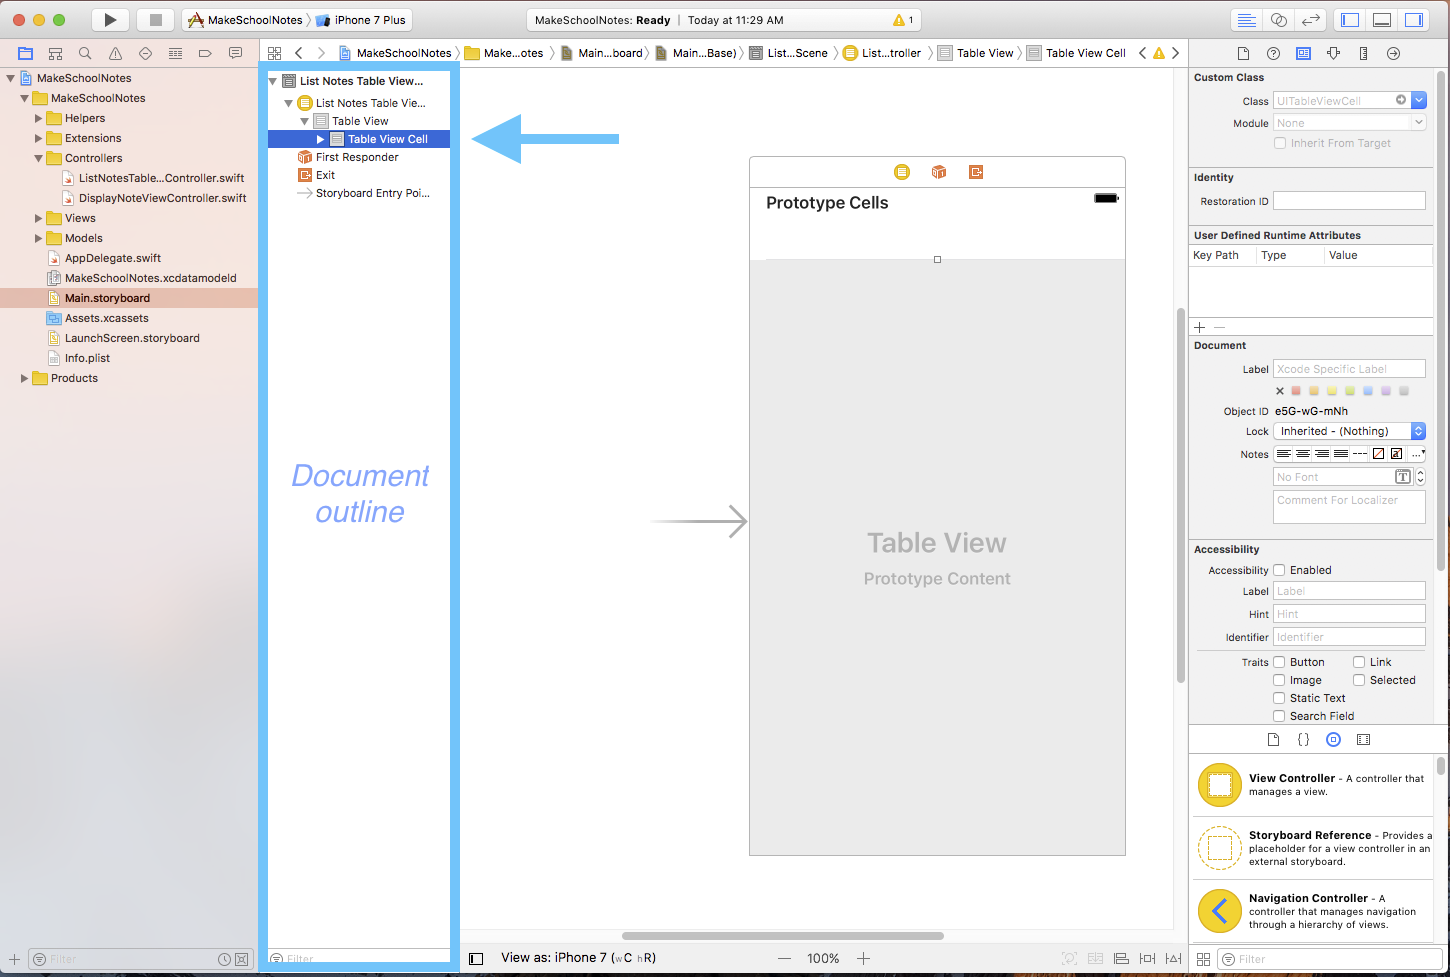 MakeSchoolNotes
iPhone 7 Plus
MakeSchoolNotes: Ready
Today at 11:29 AM
1
MakeSchoolNotes
Make...otes
Main...board
Main...Base)
List...Scene
List...troller
Table View
Table View Cell
MakeSchoolNotes
MakeSchoolNotes
Helpers
Extensions
Controllers
ListNotesTable...Controller.swift
DisplayNoteViewController.swift
Views
Models
AppDelegate.swift
MakeSchoolNotes.xcdatamodeld
Main.storyboard
Assets.xcassets
LaunchScreen.storyboard
Info.plist
Products
Filter
List Notes Table View...
List Notes Table Vie...
Table View
Table View Cell
First Responder
Exit
Storyboard Entry Poi...
Document
outline
Filter
Prototype Cells
Table View
Prototype Content
View as: iPhone 7 (wC hR)
100%
Custom Class
Class UITableViewCell
Module None
Inherit From Target
Identity
Restoration ID
User Defined Runtime Attributes
Key Path Type Value
Document
Label Xcode Specific Label
Object ID e5G-wG-mNh
Lock Inherited - (Nothing)
Notes
No Font
Comment For Localizer
Accessibility
Accessibility Enabled
Label Label
Hint Hint
Identifier Identifier
Traits Button Link
Image Selected
Static Text
Search Field
View Controller - A controller that
manages a view.
Storyboard Reference - Provides a
placeholder for a view controller in an
external storyboard.
Navigation Controller - A
controller that manages navigation
through a hierarchy of views.
Filter